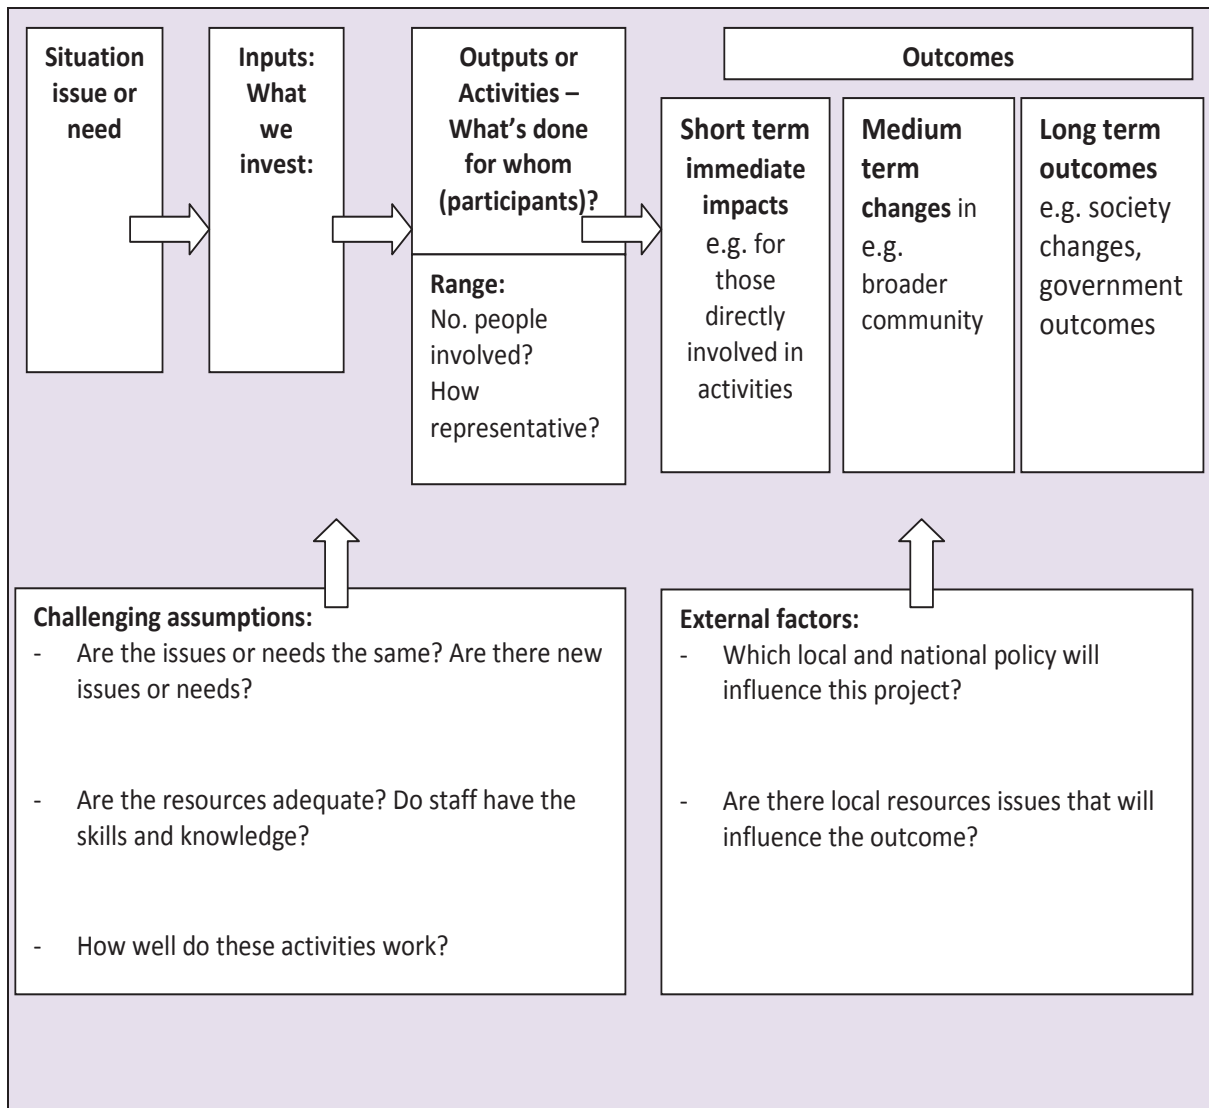 Situation
issue or
need
Inputs:
What
we
invest:
Outputs or
Activities –
What's done
for whom
(participants)?
Range:
No. people
involved?
How
representative?
Outcomes
Short term
immediate
impacts
e.g. for
those
directly
involved in
activities
Medium
term
changes in
e.g.
broader
community
Long term
outcomes
e.g. society
changes,
government
outcomes
Challenging assumptions:
- Are the issues or needs the same? Are there new
issues or needs?
- Are the resources adequate? Do staff have the
skills and knowledge?
- How well do these activities work?
External factors:
- Which local and national policy will
influence this project?
- Are there local resources issues that will
influence the outcome?